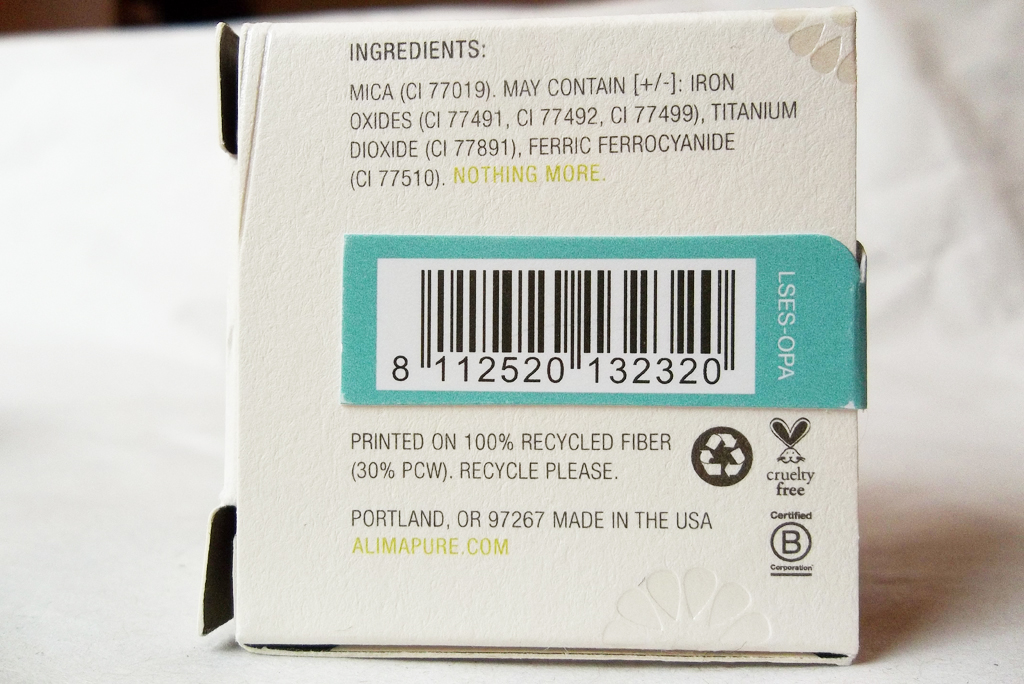 INGREDIENTS:
MICA (CI 77019). MAY CONTAIN [+/-]: IRON
OXIDES (CI 77491, CI 77492, CI 77499), TITANIUM
DIOXIDE (CI 77891), FERRIC FERROCYANIDE
(CI 77510). NOTHING MORE.
8 112520 132320
LSES-OPA
PRINTED ON 100% RECYCLED FIBER
(30% PCW). RECYCLE PLEASE.
cruelty
free
PORTLAND, OR 97267 MADE IN THE USA
ALIMAPURE.COM
Certified
B
Corporation